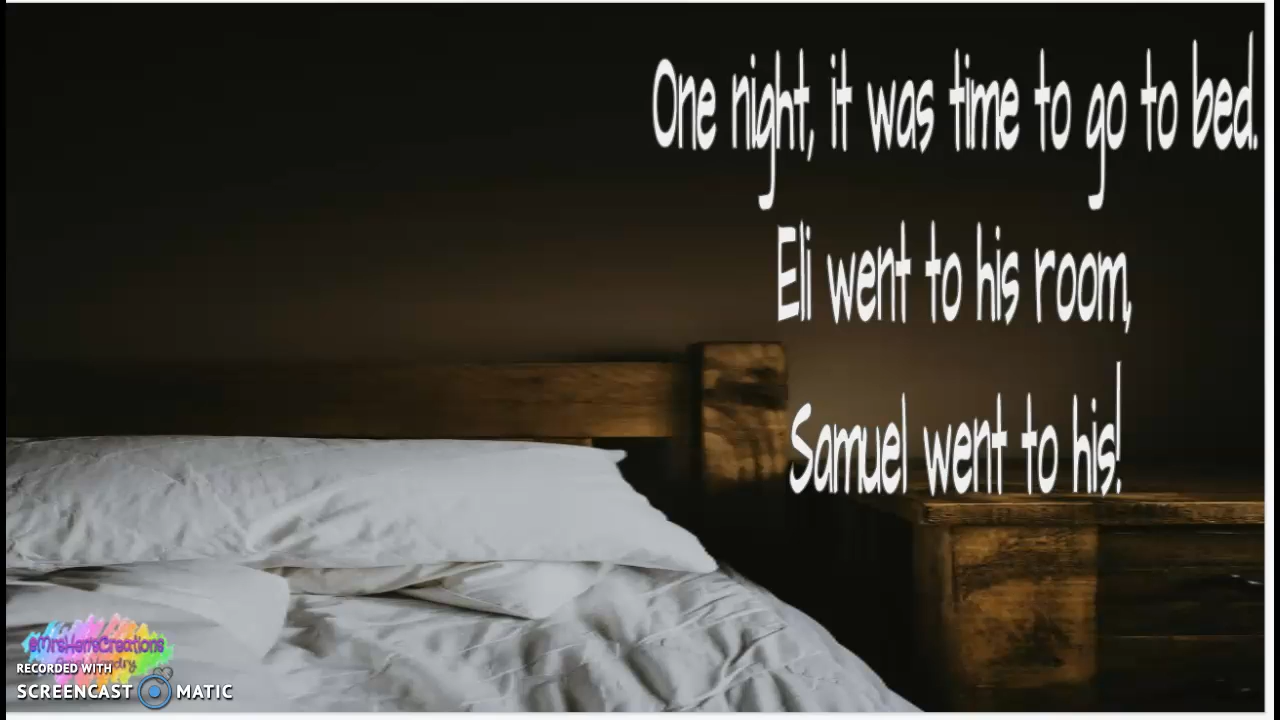 One night, it was time to go to bed.
Eli went to his room,
Samuel went to his!
RECORDED WITH
SCREENCAST MATIC